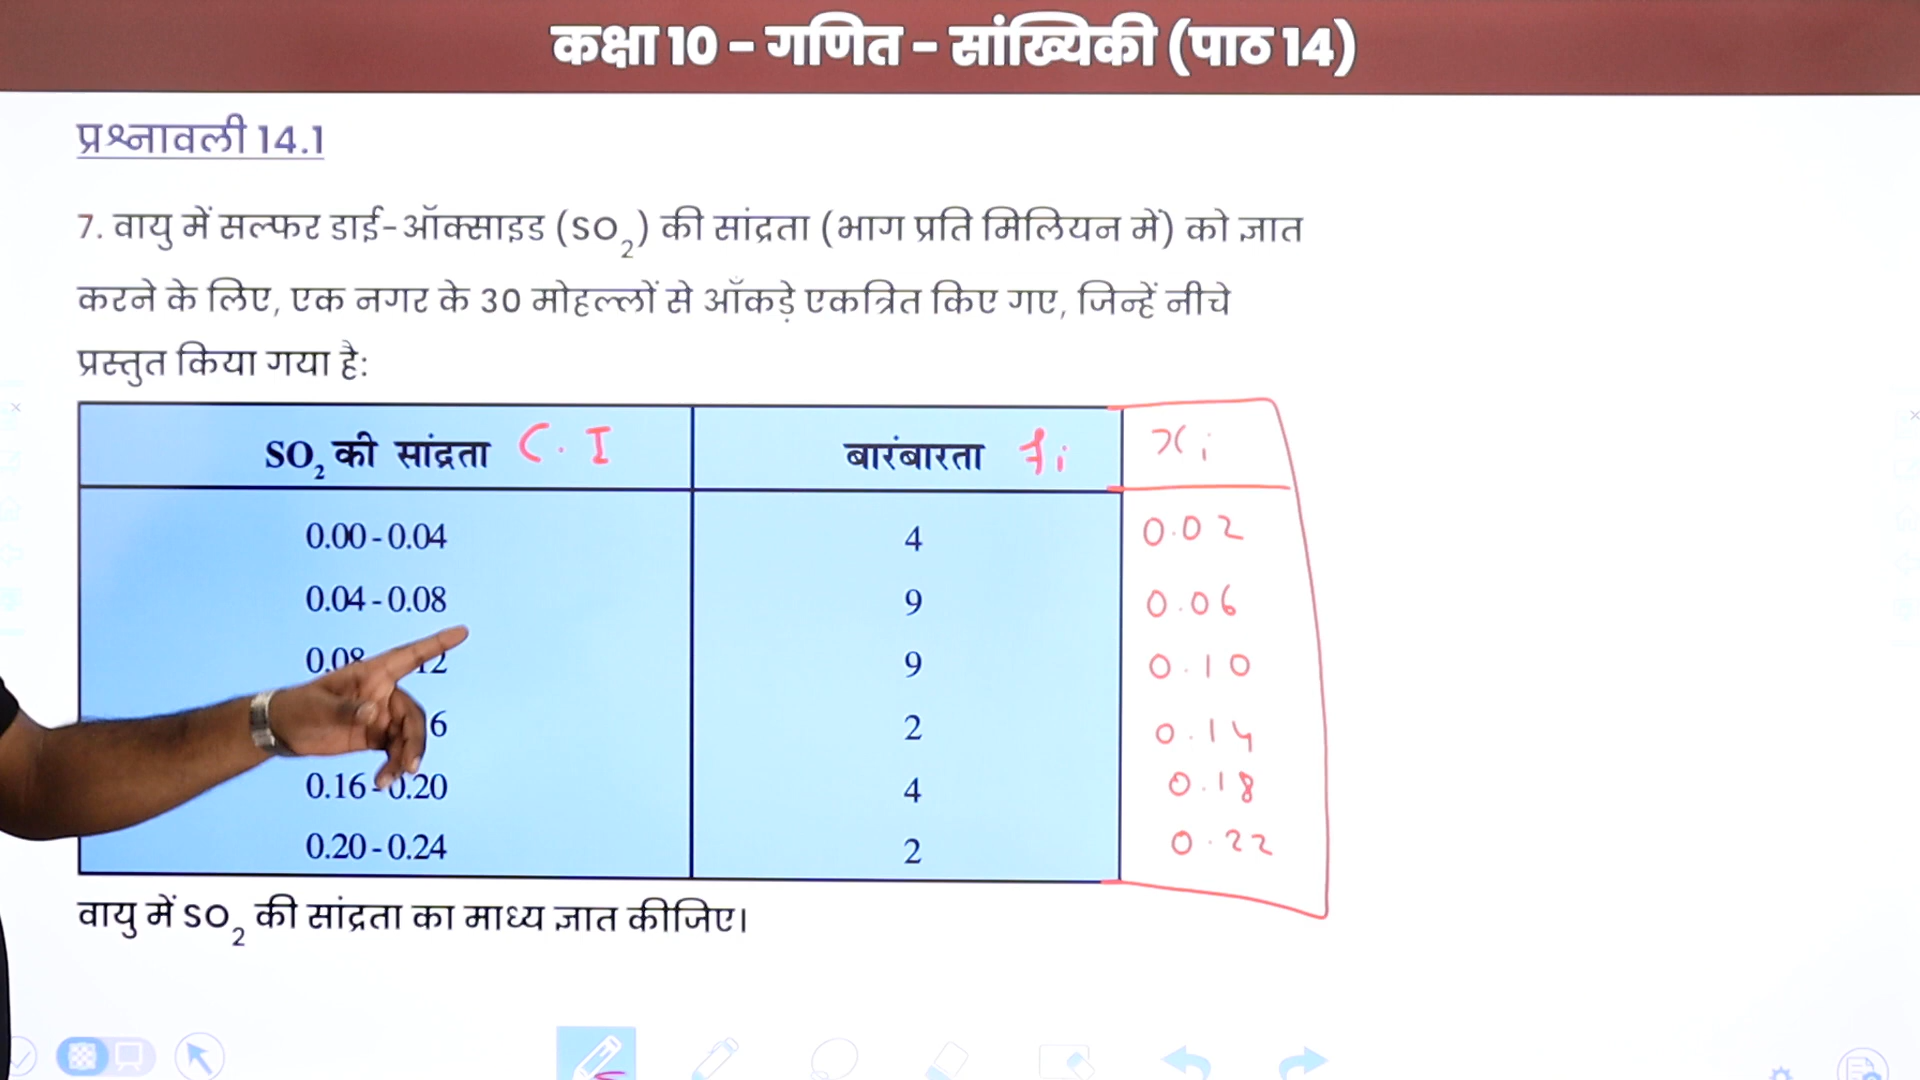 कक्षा 10 - गणित - सांख्यिकी (पाठ 14)
प्रश्नावली 14.1
7. वायु में सल्फर डाई-ऑक्साइड (SO₂) की सांद्रता (भाग प्रति मिलियन में) को ज्ञात
करने के लिए, एक नगर के 30 मोहल्लों से आँकड़े एकत्रित किए गए, जिन्हें नीचे
प्रस्तुत किया गया है:
SO₂ की सांद्रता C.I बारंबारता fi xi
0.00 - 0.04 4 0.02
0.04 - 0.08 9 0.06
0.08 12 9 0.10
6 2 0.14
0.16 - 0.20 4 0.18
0.20 - 0.24 2 0.22
वायु में SO₂ की सांद्रता का माध्य ज्ञात कीजिए।